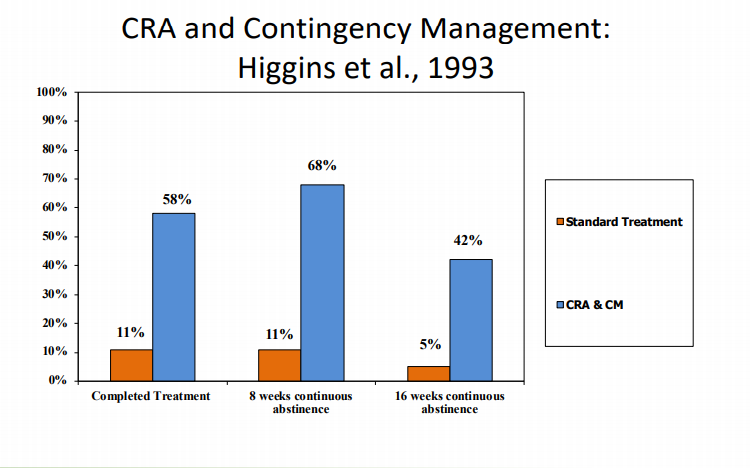 CRA and Contingency Management:
Higgins et al., 1993
100%
90%
80%
70%
60%
50%
40%
30%
20%
10%
0%
11%
58%
11%
68%
5%
42%
Completed Treatment
8 weeks continuous
abstinence
16 weeks continuous
abstinence
Standard Treatment
CRA & CM